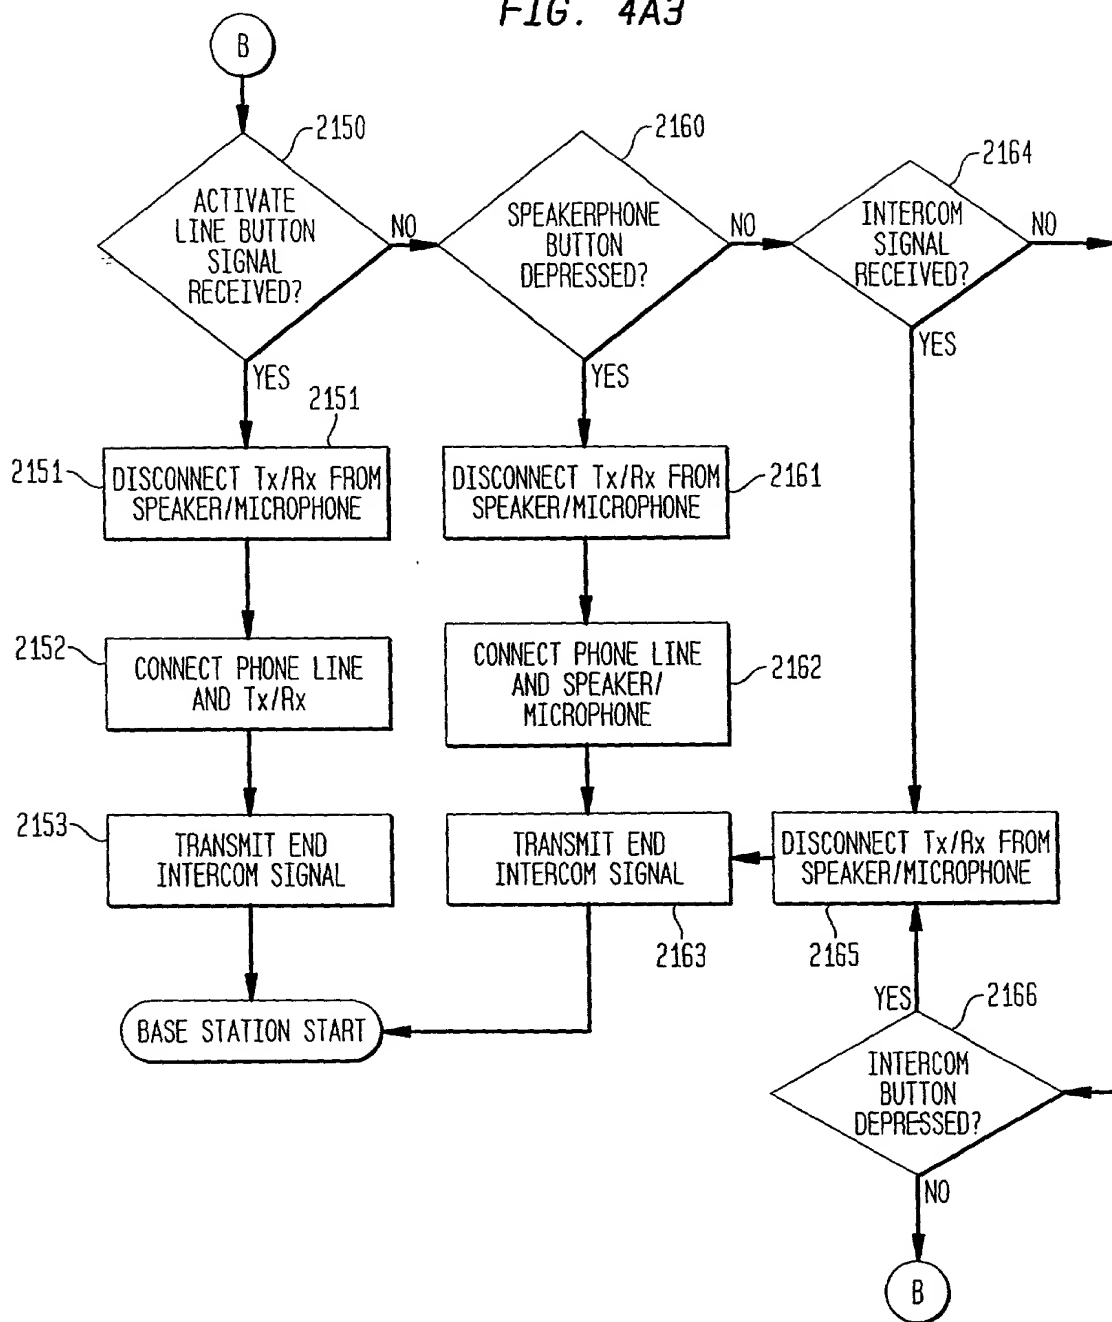 FIG. 4A3
B
2150
2160
2164
ACTIVATE
LINE BUTTON
SIGNAL
RECEIVED?
NO
SPEAKERPHONE
BUTTON
DEPRESSED?
NO
INTERCOM
SIGNAL
RECEIVED?
NO
YES
YES
YES
2151
2151
DISCONNECT Tx/Rx FROM
SPEAKER/MICROPHONE
DISCONNECT Tx/Rx FROM
SPEAKER/MICROPHONE
2161
2152
CONNECT PHONE LINE
AND Tx/Rx
CONNECT PHONE LINE
AND SPEAKER/
MICROPHONE
2162
2153
TRANSMIT END
INTERCOM SIGNAL
TRANSMIT END
INTERCOM SIGNAL
2163
DISCONNECT Tx/Rx FROM
SPEAKER/MICROPHONE
2165
BASE STATION START
YES
2166
INTERCOM
BUTTON
DEPRESSED?
NO
B